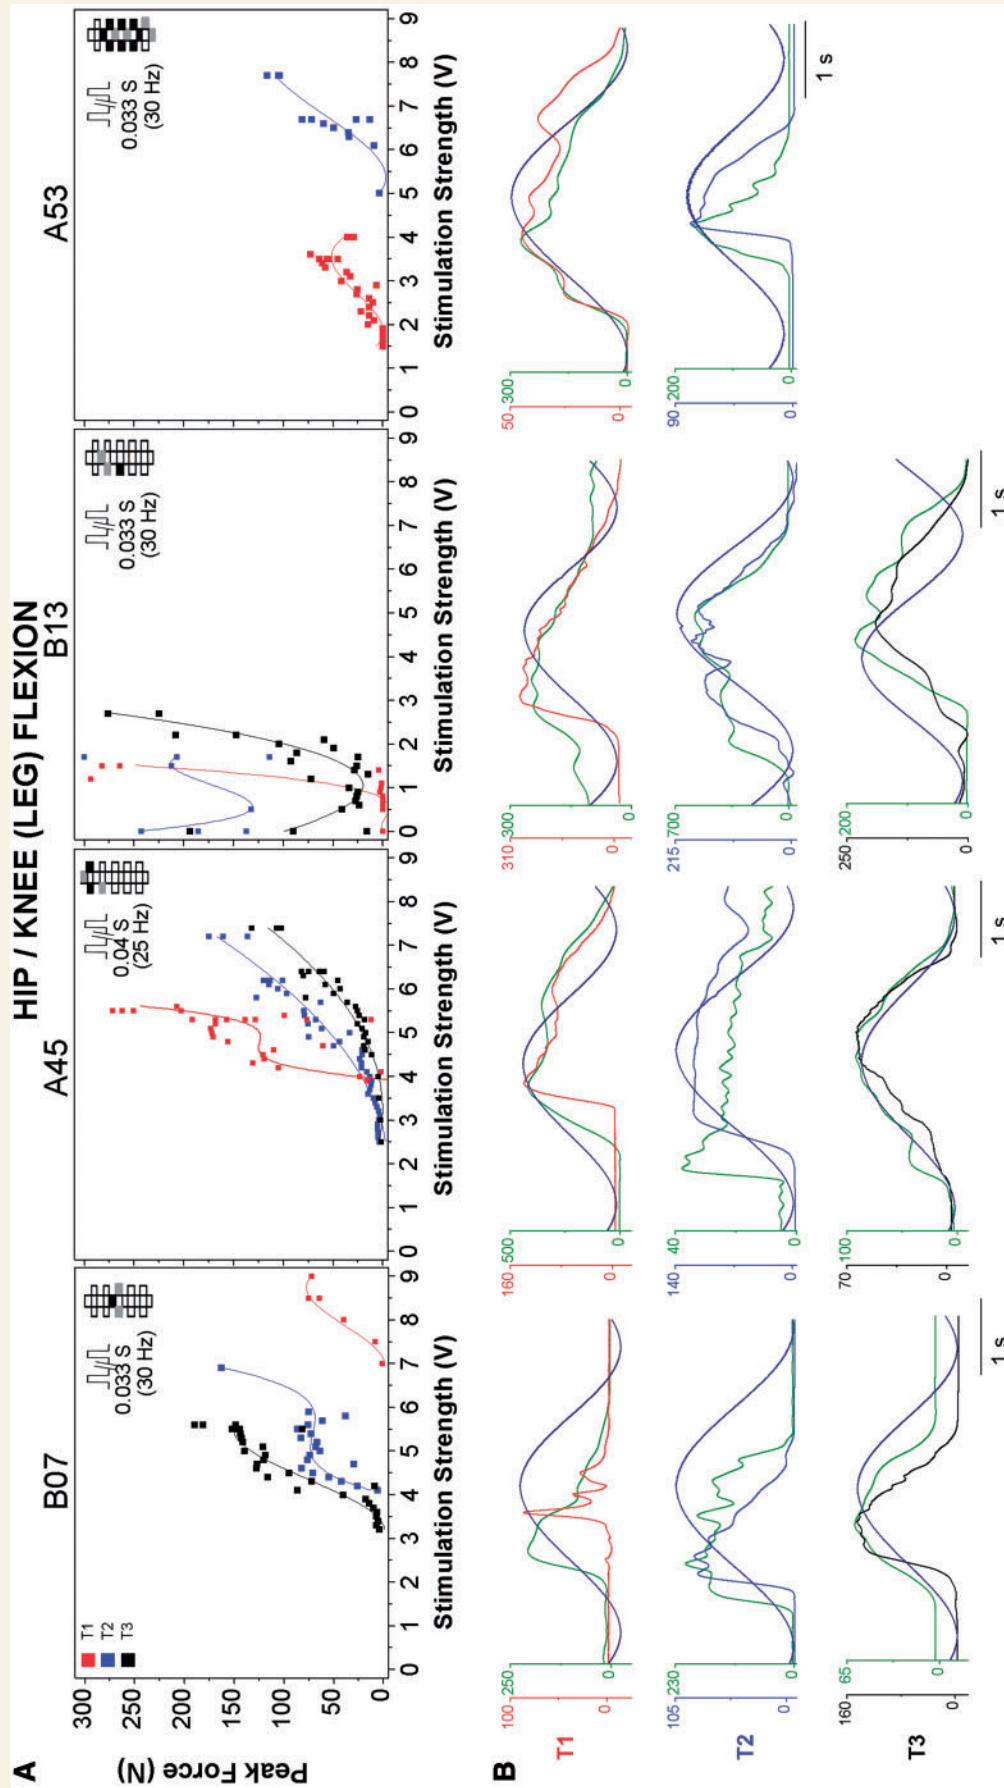 HIP / KNEE (LEG) FLEXION
A
B07
A45
B13
A53
T1
T2
T3
0.033 S
(30 Hz)
0.04 S
(25 Hz)
0.033 S
(30 Hz)
0.033 S
(30 Hz)
Peak Force (N)
300
250
200
150
100
50
0
0 1 2 3 4 5 6 7 8 9
0 1 2 3 4 5 6 7 8 9
0 1 2 3 4 5 6 7 8 9
0 1 2 3 4 5 6 7 8 9
Stimulation Strength (V)
Stimulation Strength (V)
Stimulation Strength (V)
Stimulation Strength (V)
B
T1
100 250
0 0
160 500
0 0
310 300
0 0
50 300
0 0
T2
105 230
0 0
140 40
0 0
215 700
0 0
90 200
0 0
1 s
T3
160 65
0 0
70 100
0 0
250 200
0 0
1 s
1 s
1 s